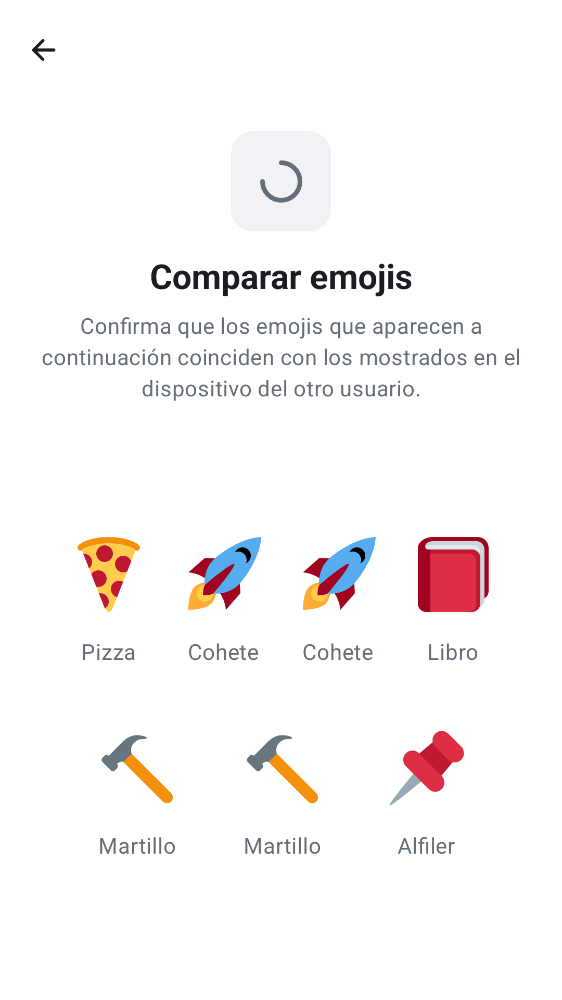 Comparar emojis
Confirma que los emojis que aparecen a
continuación coinciden con los mostrados en el
dispositivo del otro usuario.
Pizza Cohete Cohete Libro
Martillo Martillo Alfiler